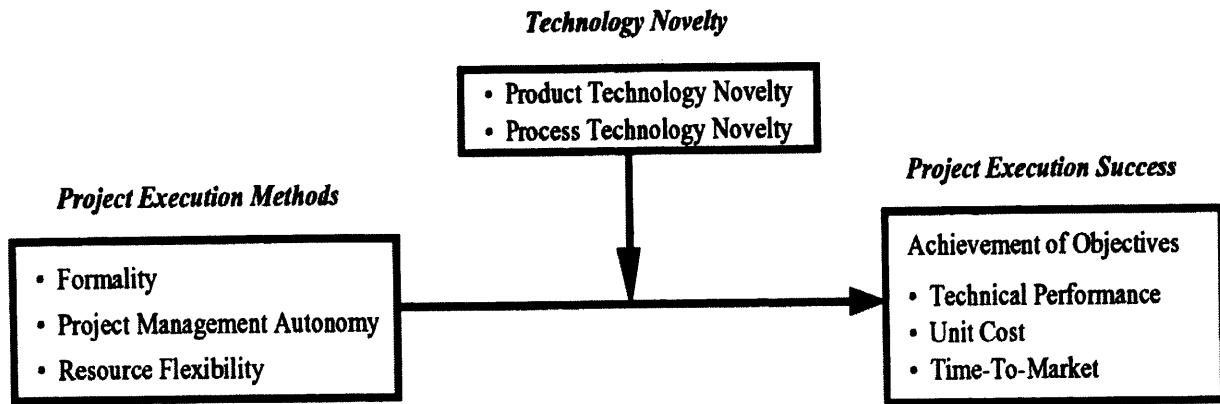 Technology Novelty
• Product Technology Novelty
• Process Technology Novelty
Project Execution Methods
• Formality
• Project Management Autonomy
• Resource Flexibility
Project Execution Success
Achievement of Objectives
• Technical Performance
• Unit Cost
• Time-To-Market